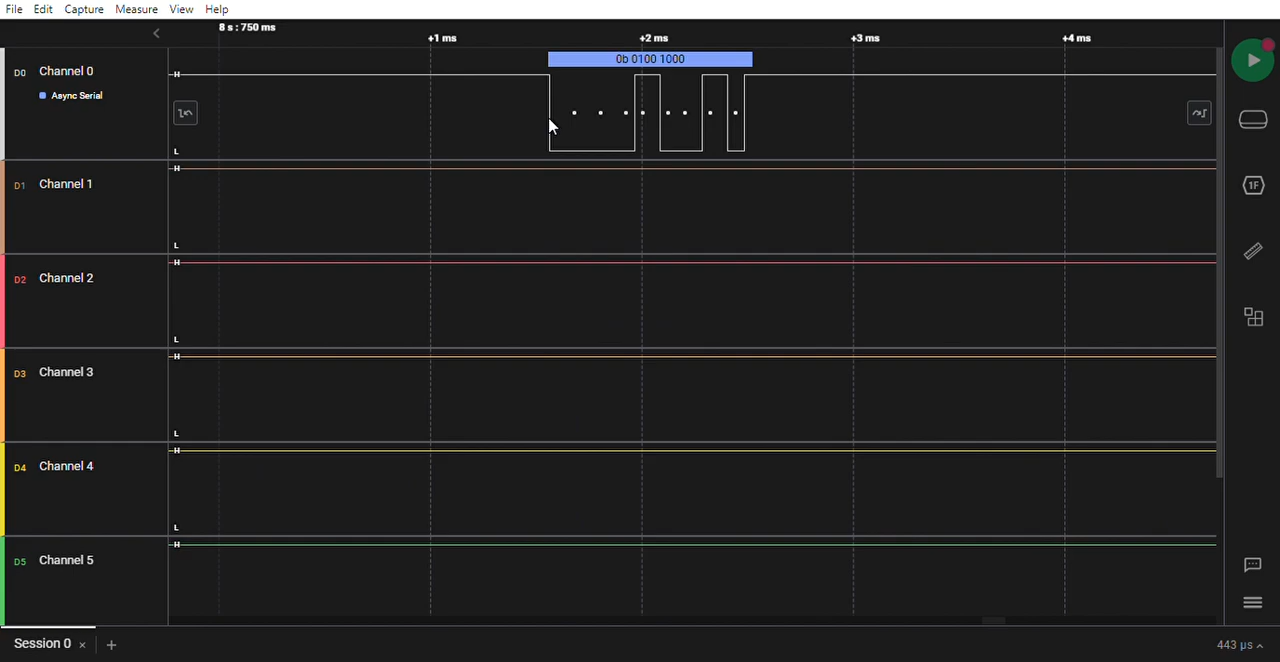 File Edit Capture Measure View Help
8 s : 750 ms
+1 ms +2 ms +3 ms +4 ms
0b 0100 1000
D0 Channel 0
H
Async Serial
L
H
D1 Channel 1
L
H
D2 Channel 2
L
H
D3 Channel 3
L
H
D4 Channel 4
L
H
D5 Channel 5
1F
Session 0 × +
443 µs